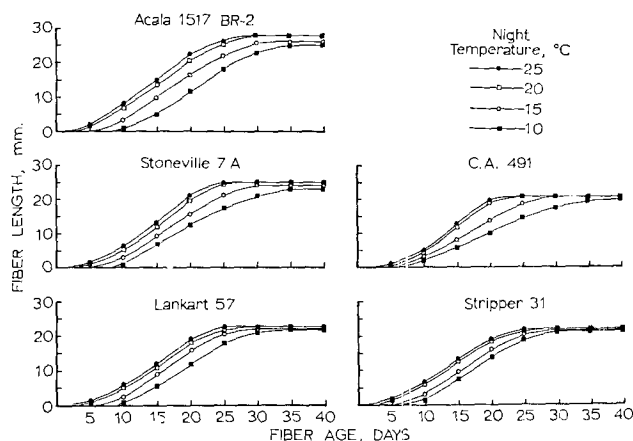 Acala 1517 BR-2
30
20
10
0
Night
Temperature, °C
25
20
15
10
Stoneville 7A
30
20
10
0
C.A. 491
FIBER LENGTH, mm.
Lankart 57
30
20
10
0
Stripper 31
5 10 15 20 25 30 35 40
5 10 15 20 25 30 35 40
FIBER AGE, DAYS